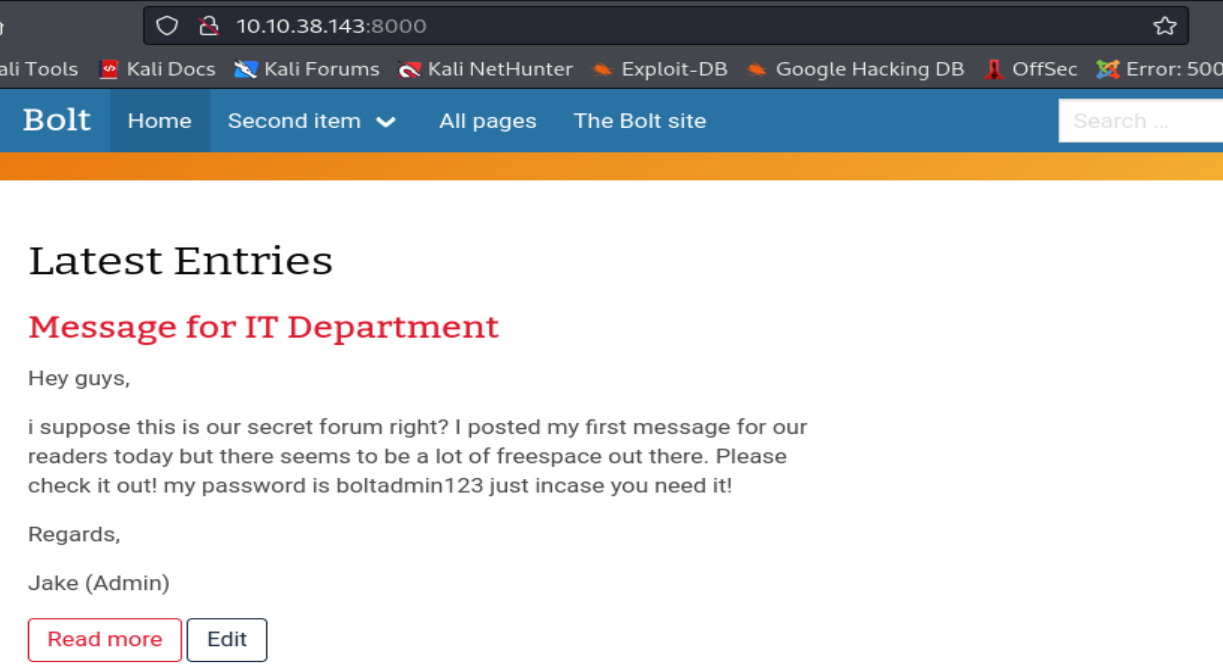 10.10.38.143:8000
ali Tools Kali Docs Kali Forums Kali NetHunter Exploit-DB Google Hacking DB OffSec Error: 500
Bolt Home Second item All pages The Bolt site Search ...
Latest Entries
Message for IT Department
Hey guys,
i suppose this is our secret forum right? I posted my first message for our
readers today but there seems to be a lot of freespace out there. Please
check it out! my password is boltadmin123 just incase you need it!
Regards,
Jake (Admin)
Read more Edit